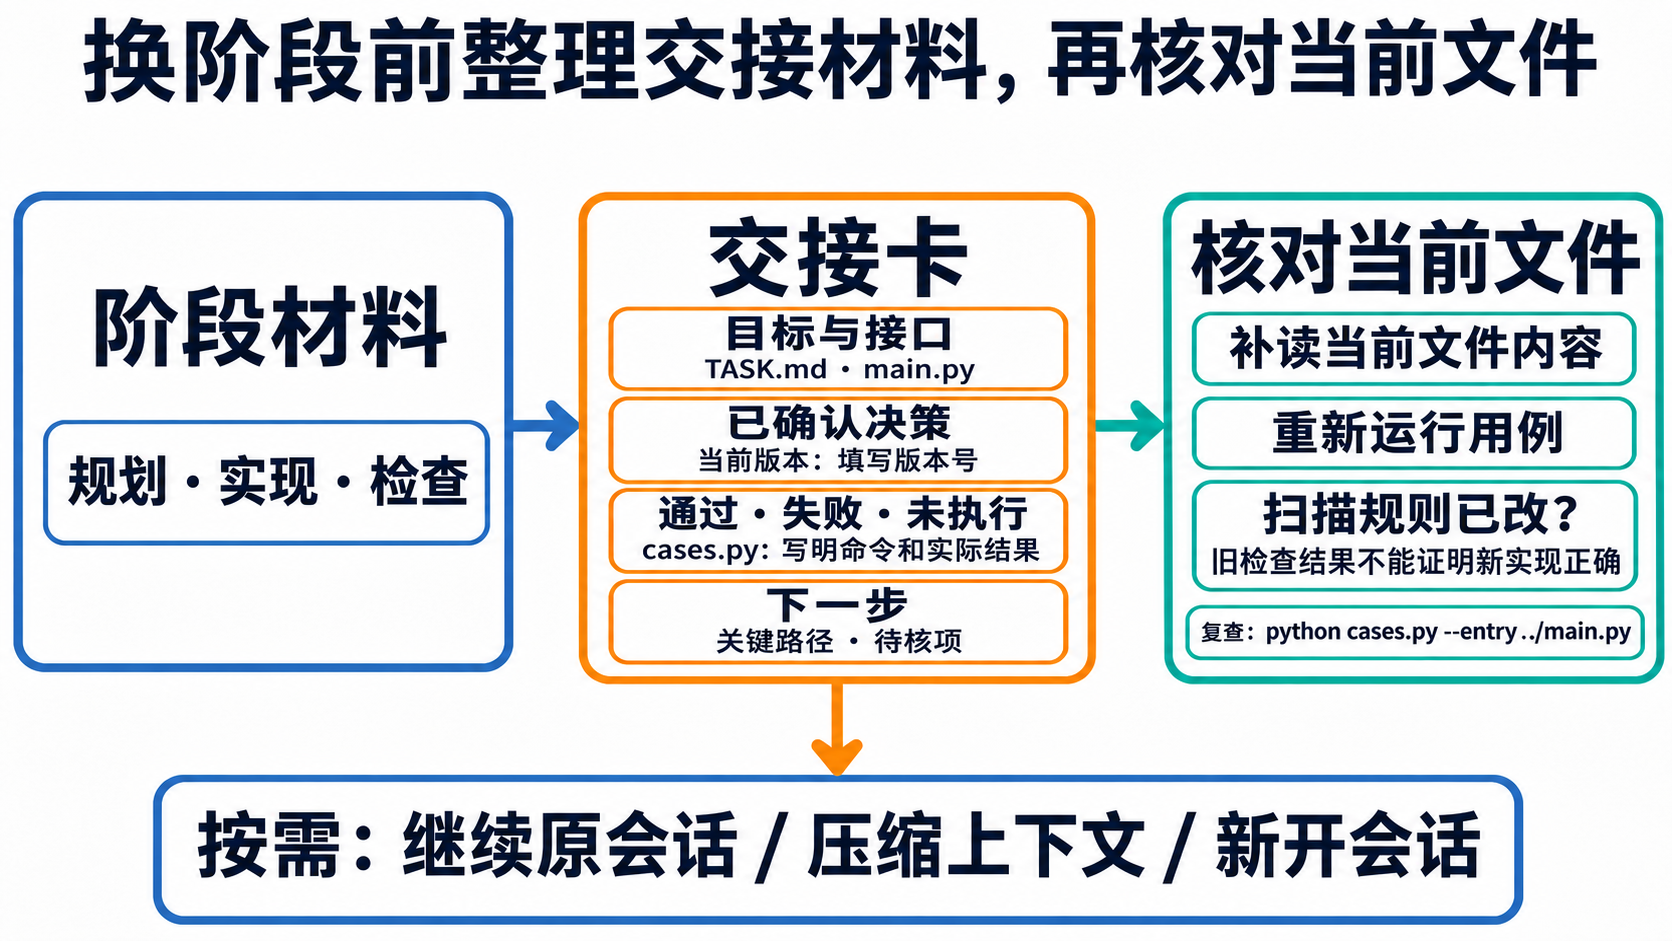 换阶段前整理交接材料，再核对当前文件
阶段材料
规划·实现·检查
交接卡
目标与接口
TASK.md · main.py
已确认决策
当前版本：填写版本号
通过·失败·未执行
cases.py：写明命令和实际结果
下一步
关键路径 · 待核项
核对当前文件
补读当前文件内容
重新运行用例
扫描规则已改？
旧检查结果不能证明新实现正确
复查：python cases.py --entry ../main.py
按需：继续原会话 / 压缩上下文 / 新开会话